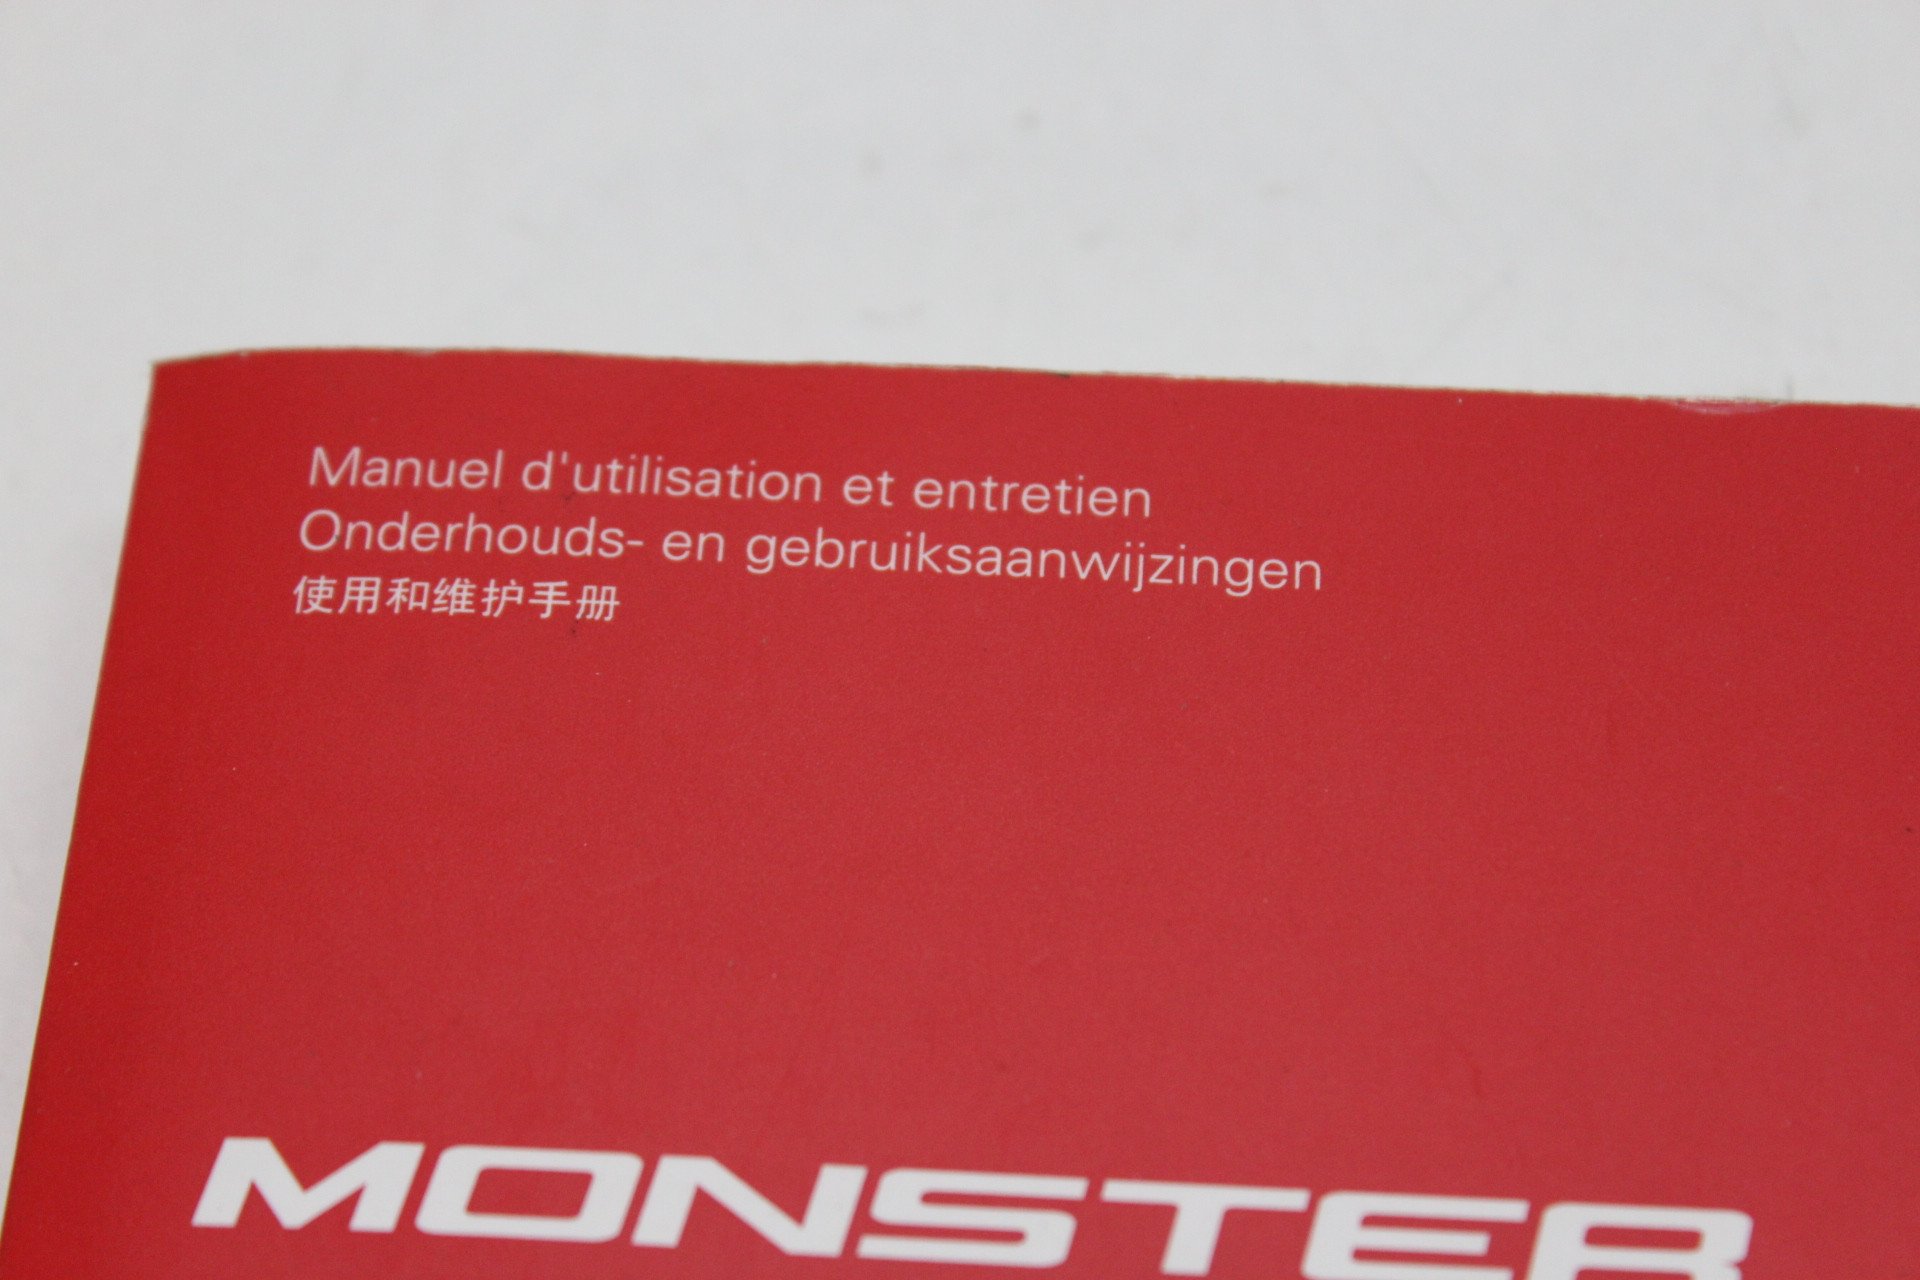 Manuel d'utilisation et entretien
Onderhouds- en gebruiksaanwijzingen
使用和维护手册
MONSTER